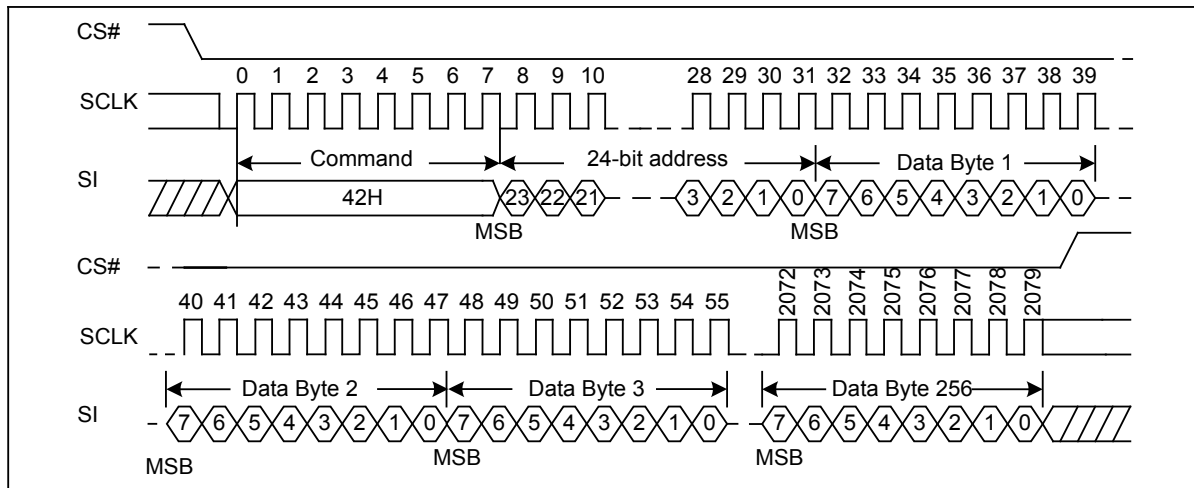 CS#
0 1 2 3 4 5 6 7 8 9 10 28 29 30 31 32 33 34 35 36 37 38 39
SCLK
Command 24-bit address Data Byte 1
SI
42H 23 22 21 3 2 1 0 7 6 5 4 3 2 1 0
MSB MSB
CS#
2072 2073 2074 2075 2076 2077 2078 2079
40 41 42 43 44 45 46 47 48 49 50 51 52 53 54 55
SCLK
Data Byte 2 Data Byte 3 Data Byte 256
SI
7 6 5 4 3 2 1 0 7 6 5 4 3 2 1 0 7 6 5 4 3 2 1 0
MSB MSB MSB